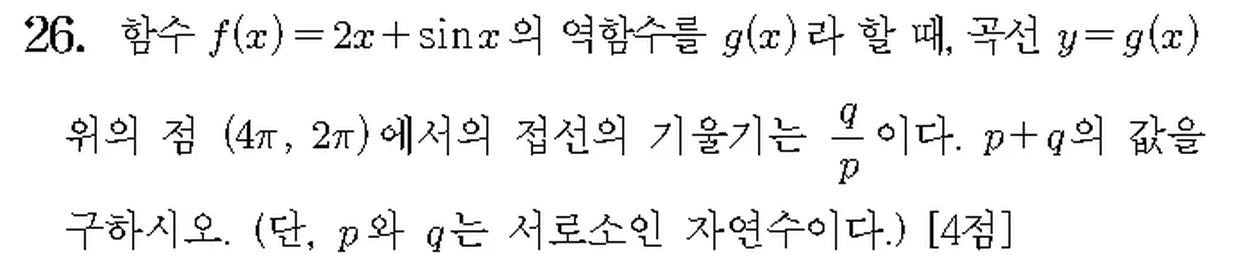 26. 함수 f(x)=2x+sinx의 역함수를 g(x)라 할 때, 곡선 y=g(x)
위의 점 (4π, 2π)에서의 접선의 기울기는 q/p이다. p+q의 값을
구하시오. (단, p와 q는 서로소인 자연수이다.) [4점]